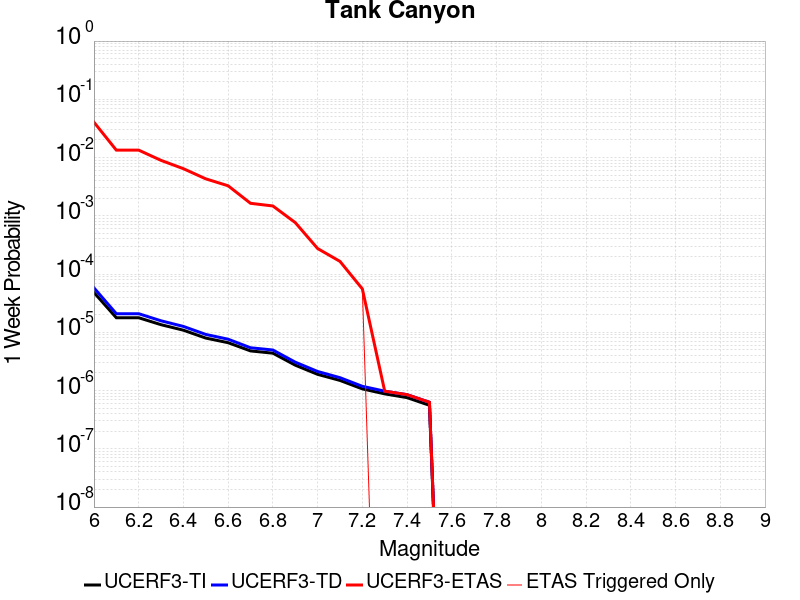 Tank Canyon
10 0
10 -1
10 -2
10 -3
10 -4
10 -5
10 -6
10 -7
10 -8
1 Week Probability
6 6.2 6.4 6.6 6.8 7 7.2 7.4 7.6 7.8 8 8.2 8.4 8.6 8.8 9
Magnitude
UCERF3-TI UCERF3-TD UCERF3-ETAS ETAS Triggered Only